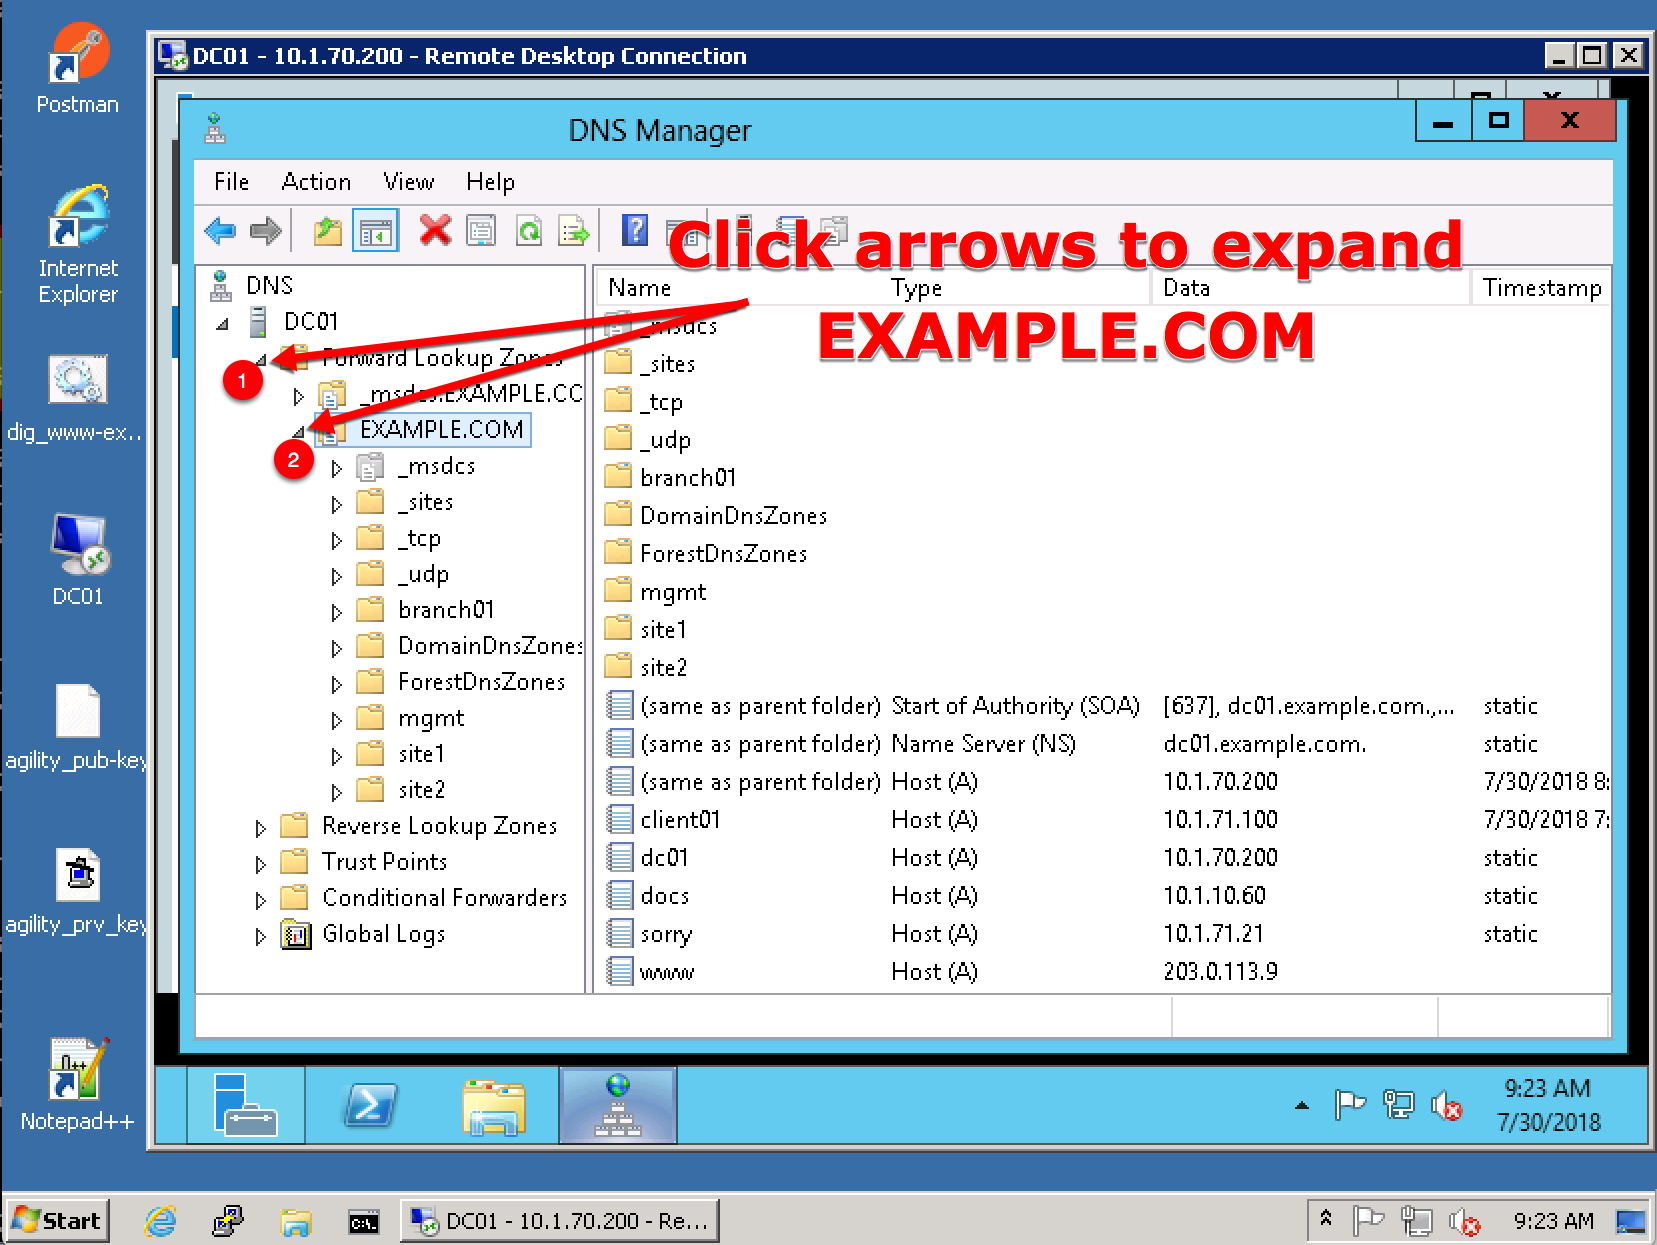 Postman
Internet
Explorer
dig_www-ex...
DC01
agility_pub-key
agility_prv_key
Notepad++
DC01 - 10.1.70.200 - Remote Desktop Connection
DNS Manager
File Action View Help
Click arrows to expand
EXAMPLE.COM
DNS
DC01
Forward Lookup Zones
_msdcs.EXAMPLE.CC
EXAMPLE.COM
_msdcs
_sites
_tcp
_udp
branch01
DomainDnsZones
ForestDnsZones
mgmt
site1
site2
Reverse Lookup Zones
Trust Points
Conditional Forwarders
Global Logs
1
2
Name Type Data Timestamp
_msdcs
_sites
_tcp
_udp
branch01
DomainDnsZones
ForestDnsZones
mgmt
site1
site2
(same as parent folder) Start of Authority (SOA) [637], dc01.example.com.,... static
(same as parent folder) Name Server (NS) dc01.example.com. static
(same as parent folder) Host (A) 10.1.70.200 7/30/2018 8:
client01 Host (A) 10.1.71.100 7/30/2018 7:
dc01 Host (A) 10.1.70.200 static
docs Host (A) 10.1.10.60 static
sorry Host (A) 10.1.71.21 static
www Host (A) 203.0.113.9
9:23 AM
7/30/2018
Start
C:\.
DC01 - 10.1.70.200 - Re...
9:23 AM